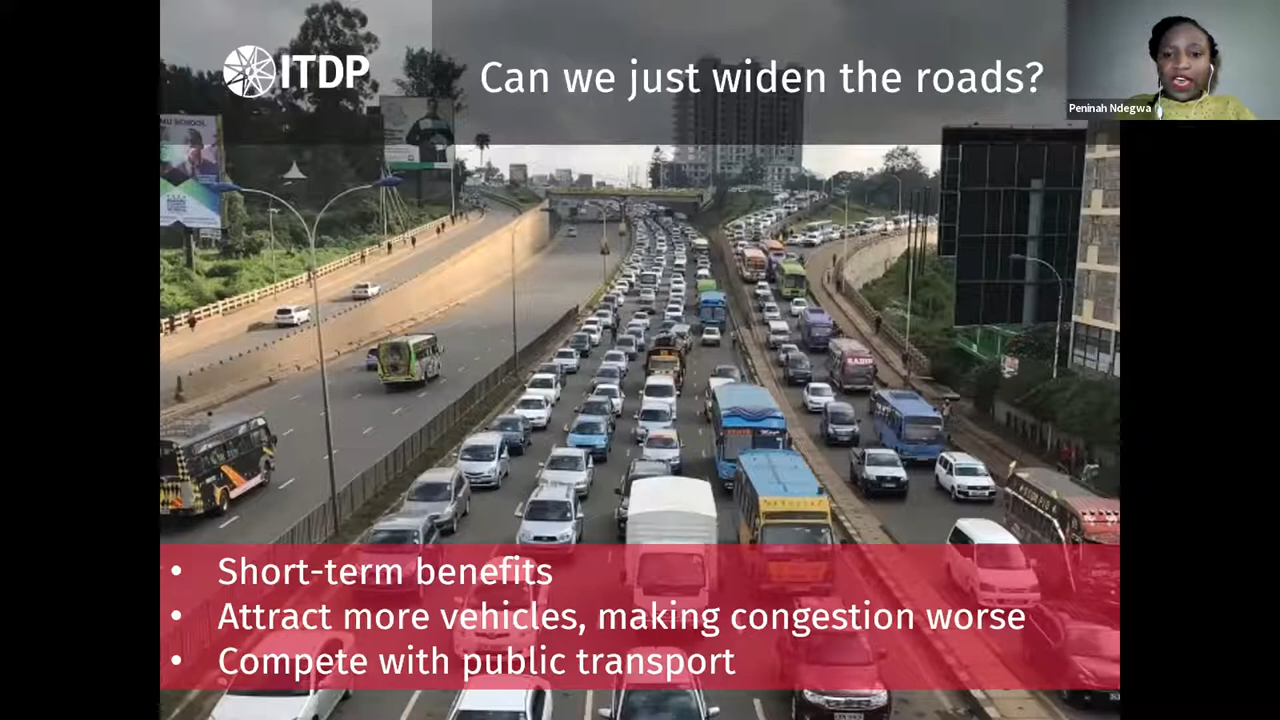 ITDP
Can we just widen the roads?
Peninah Ndegwa
• Short-term benefits
• Attract more vehicles, making congestion worse
• Compete with public transport